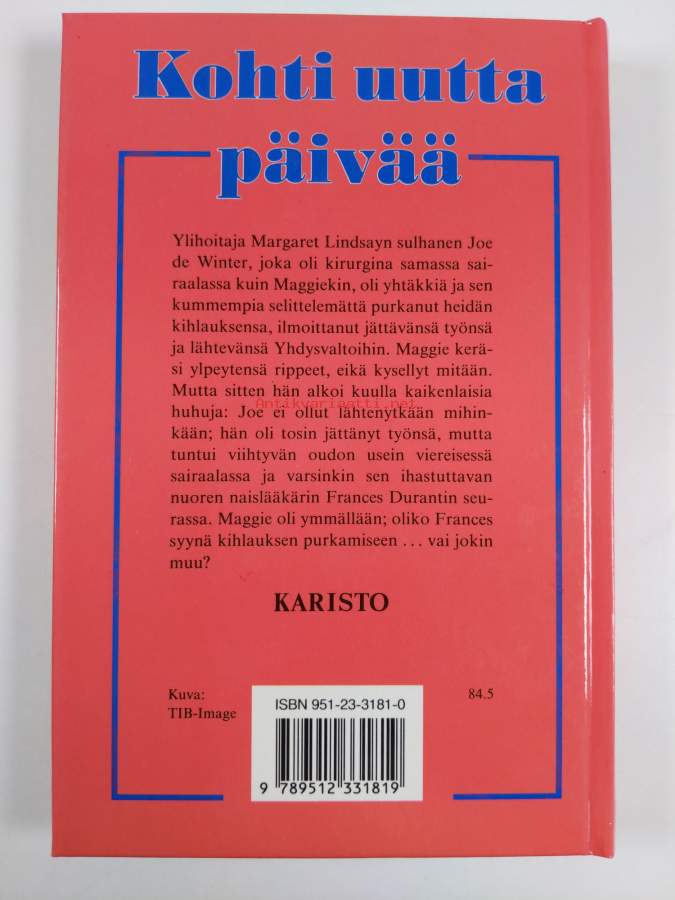 Kohti uutta
päivää
Ylihoitaja Margaret Lindsayn sulhanen Joe
de Winter, joka oli kirurgina samassa sai-
raalassa kuin Maggiekin, oli yhtäkkiä ja sen
kummempia selittelemättä purkanut heidän
kihlauksensa, ilmoittanut jättävänsä työnsä
ja lähtevänsä Yhdysvaltoihin. Maggie kerä-
si ylpeytensä rippeet, eikä kysellyt mitään.
Mutta sitten hän alkoi kuulla kaikenlaisia
Antikvariaatti.net
huhuja: Joe ei ollut lähtenytkään mihin-
kään; hän oli tosin jättänyt työnsä, mutta
tuntui viihtyvän oudon usein viereisessä
sairaalassa ja varsinkin sen ihastuttavan
nuoren naislääkärin Frances Durantin seu-
rassa. Maggie oli ymmällään; oliko Frances
syynä kihlauksen purkamiseen ... vai jokin
muu?
KARISTO
Kuva:
TIB-Image
ISBN 951-23-3181-0
84.5
9 789512 331819